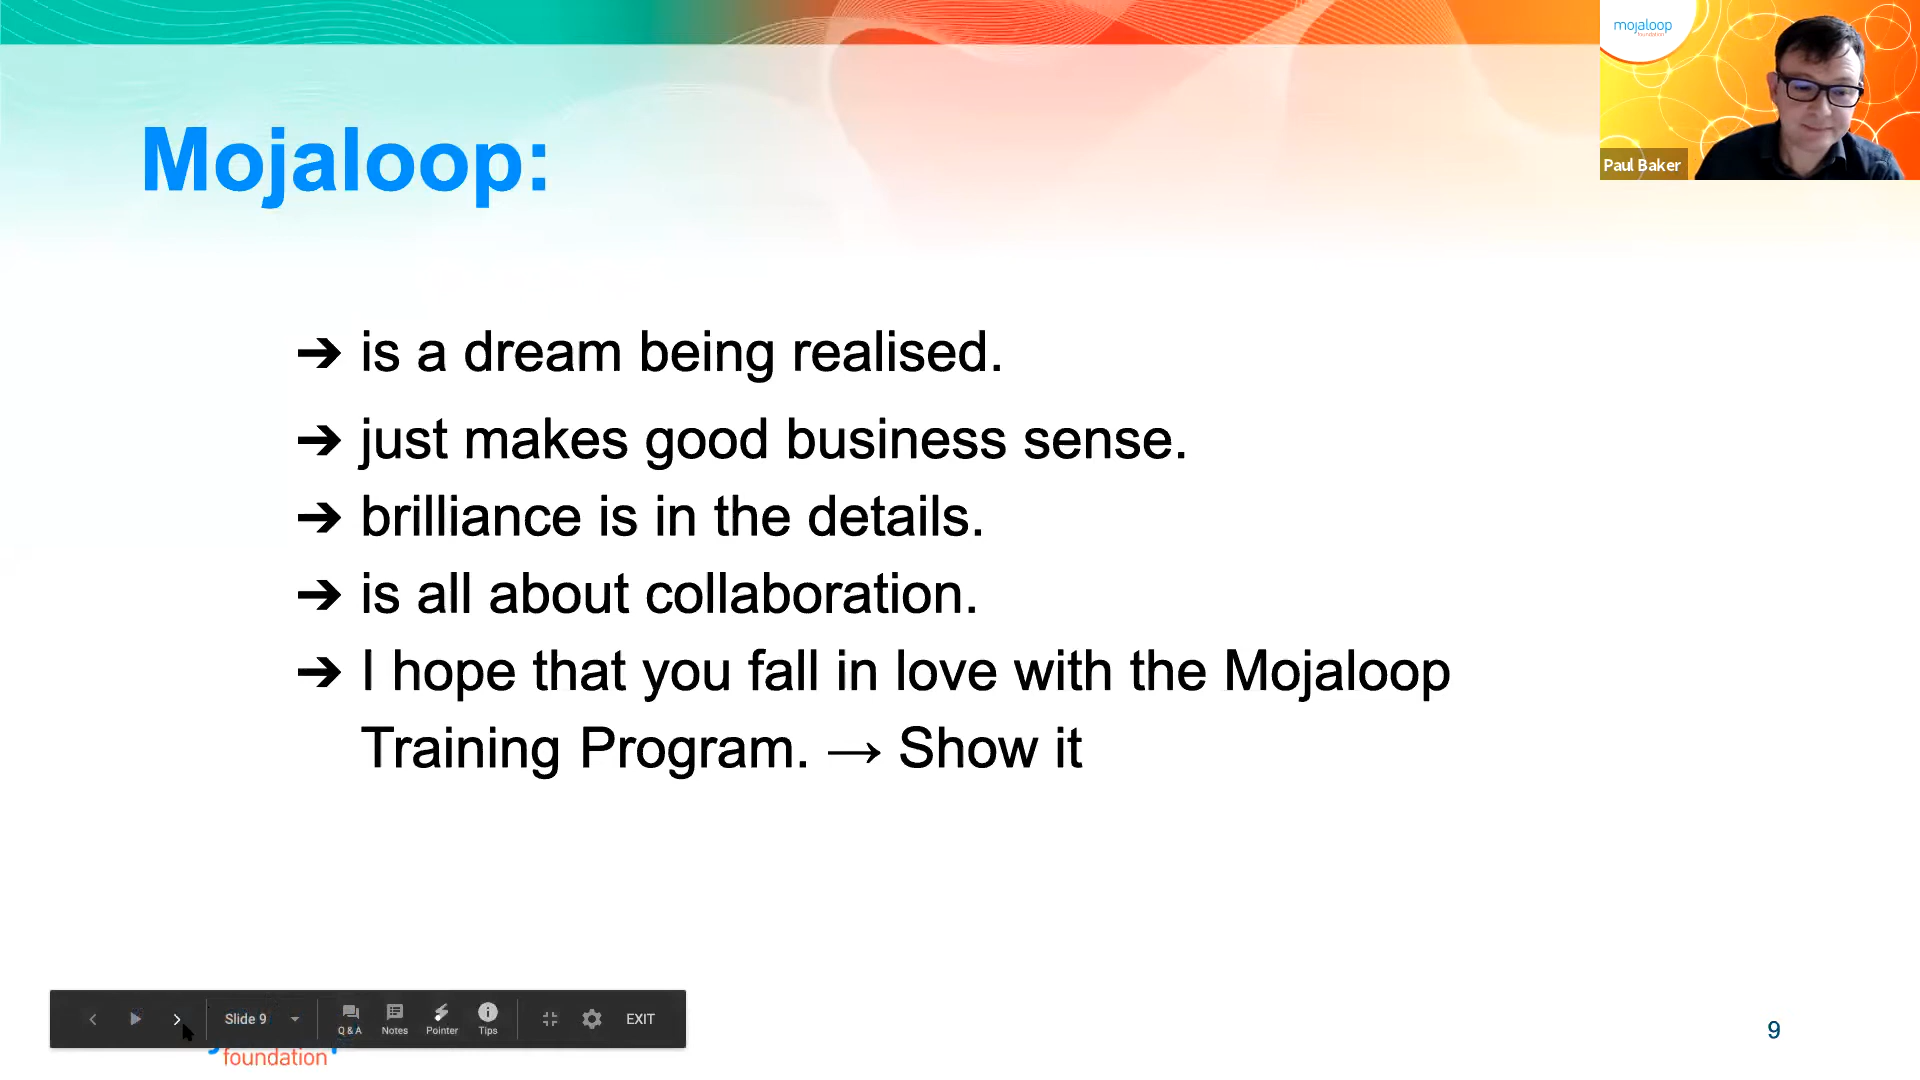 mojaloop
foundation
Paul Baker
Mojaloop:
➔ is a dream being realised.
➔ just makes good business sense.
➔ brilliance is in the details.
➔ is all about collaboration.
➔ I hope that you fall in love with the Mojaloop
Training Program. → Show it
Slide 9
Q & A
Notes
Pointer
Tips
EXIT
foundation
9